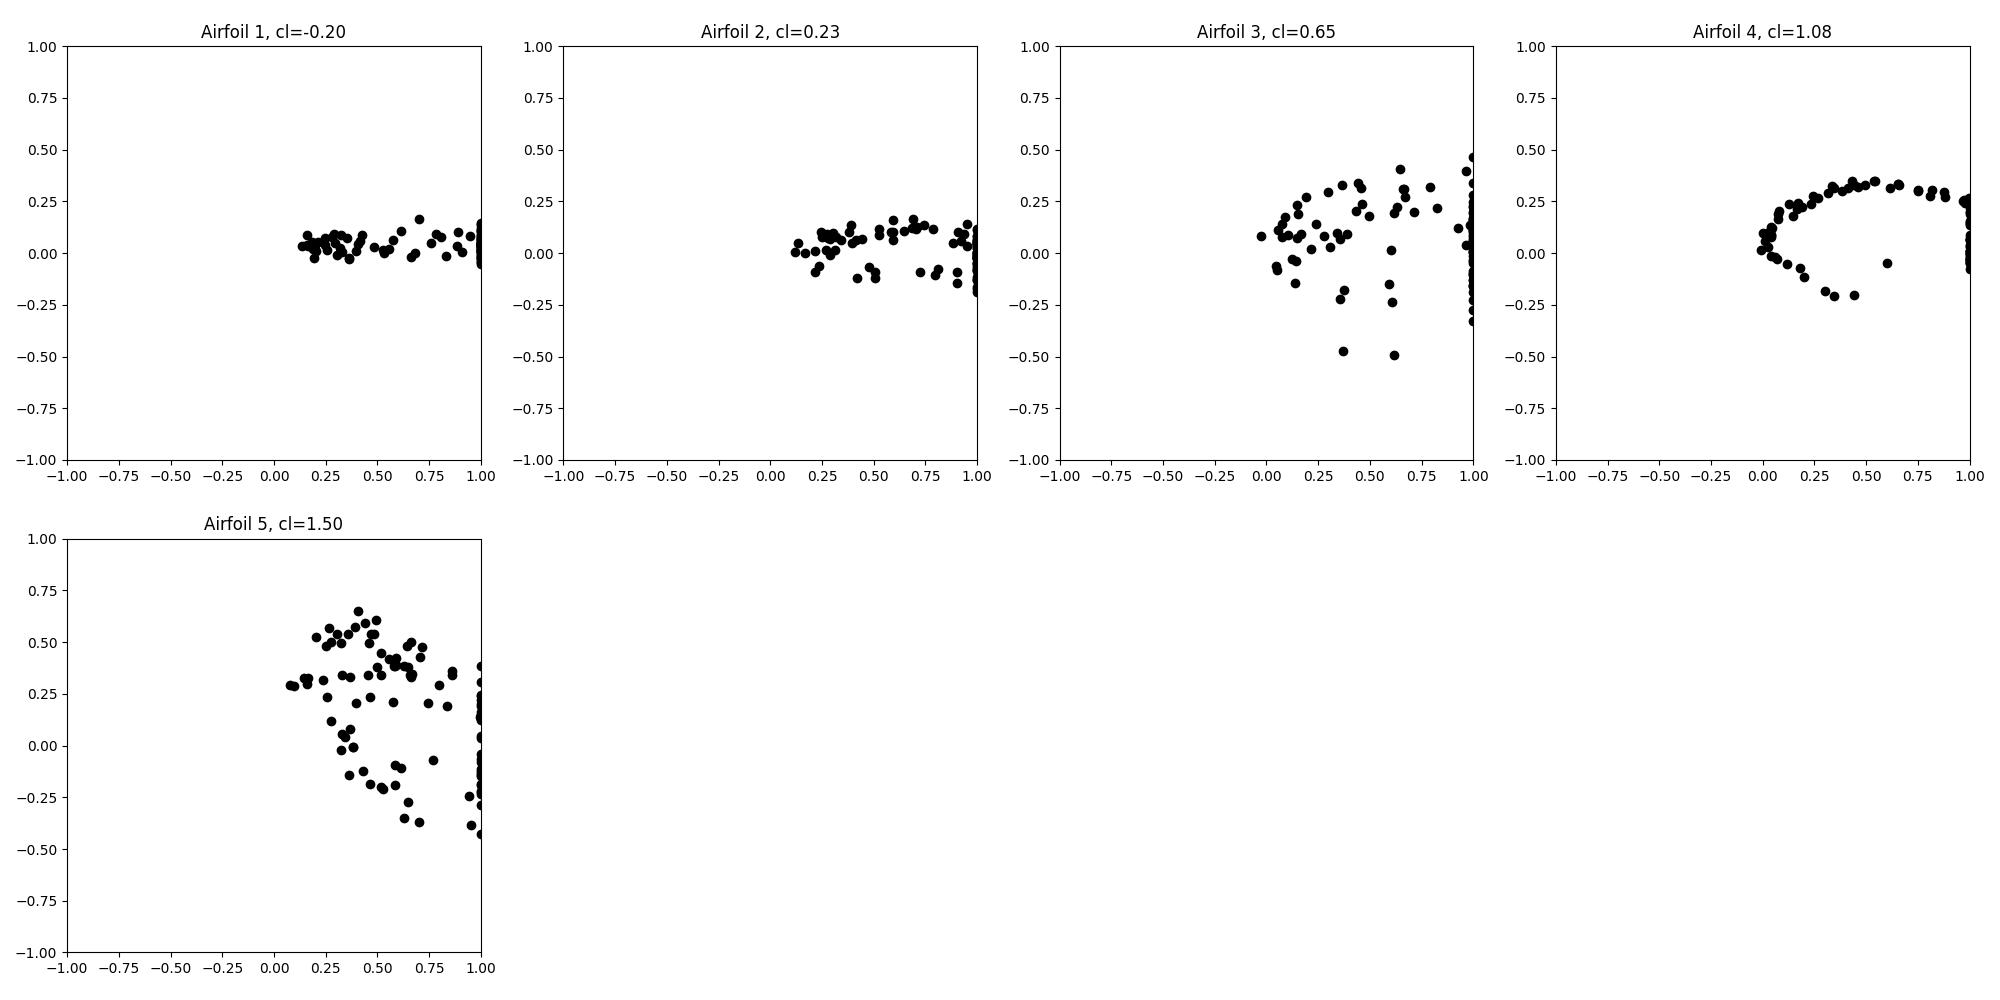 Airfoil 1, cl=-0.20
Airfoil 2, cl=0.23
Airfoil 3, cl=0.65
Airfoil 4, cl=1.08
1.00 1.00 1.00 1.00
0.75 0.75 0.75 0.75
0.50 0.50 0.50 0.50
0.25 0.25 0.25 0.25
0.00 0.00 0.00 0.00
−0.25 −0.25 −0.25 −0.25
−0.50 −0.50 −0.50 −0.50
−0.75 −0.75 −0.75 −0.75
−1.00 −1.00 −1.00 −1.00
−1.00 −0.75 −0.50 −0.25 0.00 0.25 0.50 0.75 1.00
−1.00 −0.75 −0.50 −0.25 0.00 0.25 0.50 0.75 1.00
−1.00 −0.75 −0.50 −0.25 0.00 0.25 0.50 0.75 1.00
−1.00 −0.75 −0.50 −0.25 0.00 0.25 0.50 0.75 1.00
Airfoil 5, cl=1.50
1.00
0.75
0.50
0.25
0.00
−0.25
−0.50
−0.75
−1.00
−1.00 −0.75 −0.50 −0.25 0.00 0.25 0.50 0.75 1.00